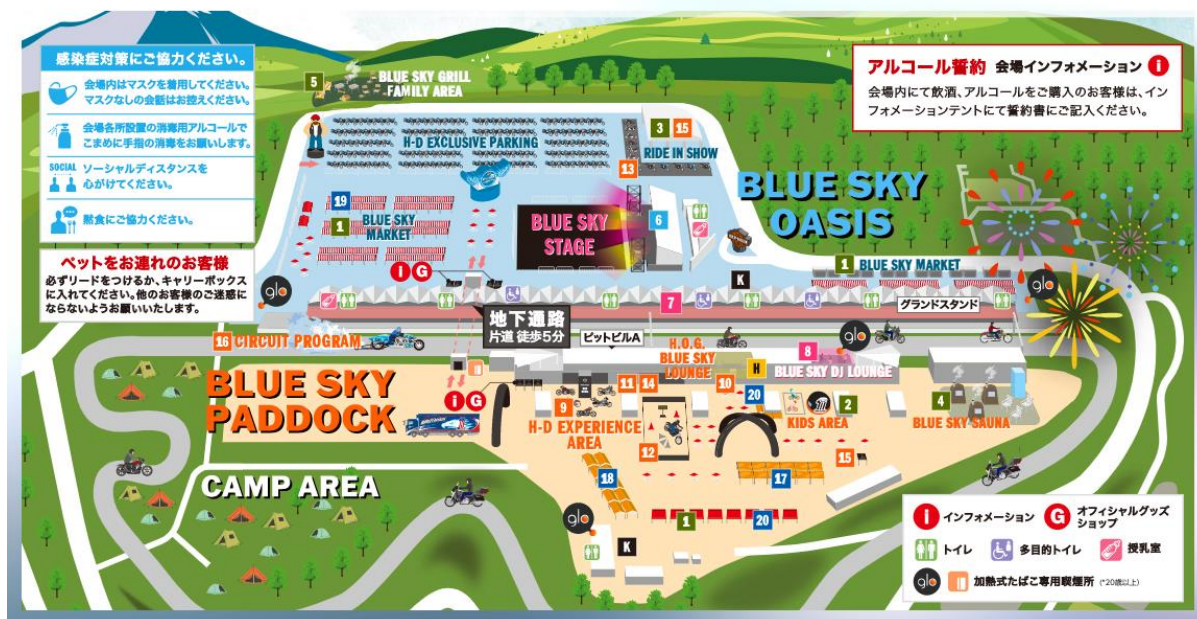 感染症対策にご協力ください。
会場内はマスクを着用してください。
マスクなしの会話はお控えください。
会場各所設置の消毒用アルコールで
こまめに手指の消毒をお願いします。
SOCIAL
ソーシャルディスタンスを
心がけてください。
黙食にご協力ください。
ペットをお連れのお客様
必ずリードをつけるか、キャリーボックス
に入れてください。他のお客様のご迷惑に
ならないようお願いいたします。
アルコール誓約 会場インフォメーション i
会場内にて飲酒、アルコールをご購入のお客様は、イン
フォメーションテントにて誓約書にご記入ください。
5 BLUE SKY GRILL
FAMILY AREA
H-D EXCLUSIVE PARKING
3 15
RIDE IN SHOW
13
BLUE SKY
OASIS
19
1 BLUE SKY
MARKET
BLUE SKY
STAGE
6
i G
K
1 BLUE SKY MARKET
glo
glo
7
グランドスタンド
地下通路
片道 徒歩5分
ピットビルA
16 CIRCUIT PROGRAM
H.O.G.
BLUE SKY
LOUNGE
H
8
glo
BLUE SKY DJ LOUNGE
BLUE SKY
PADDOCK
i G
11 14
10
20
9
H-D EXPERIENCE
AREA
KIDS AREA
2
4
BLUE SKY SAUNA
12
15
18
17
CAMP AREA
glo
K
1
20
i インフォメーション
G オフィシャルグッズ
ショップ
トイレ
多目的トイレ
授乳室
glo 加熱式たばこ専用喫煙所 (*20歳以上)